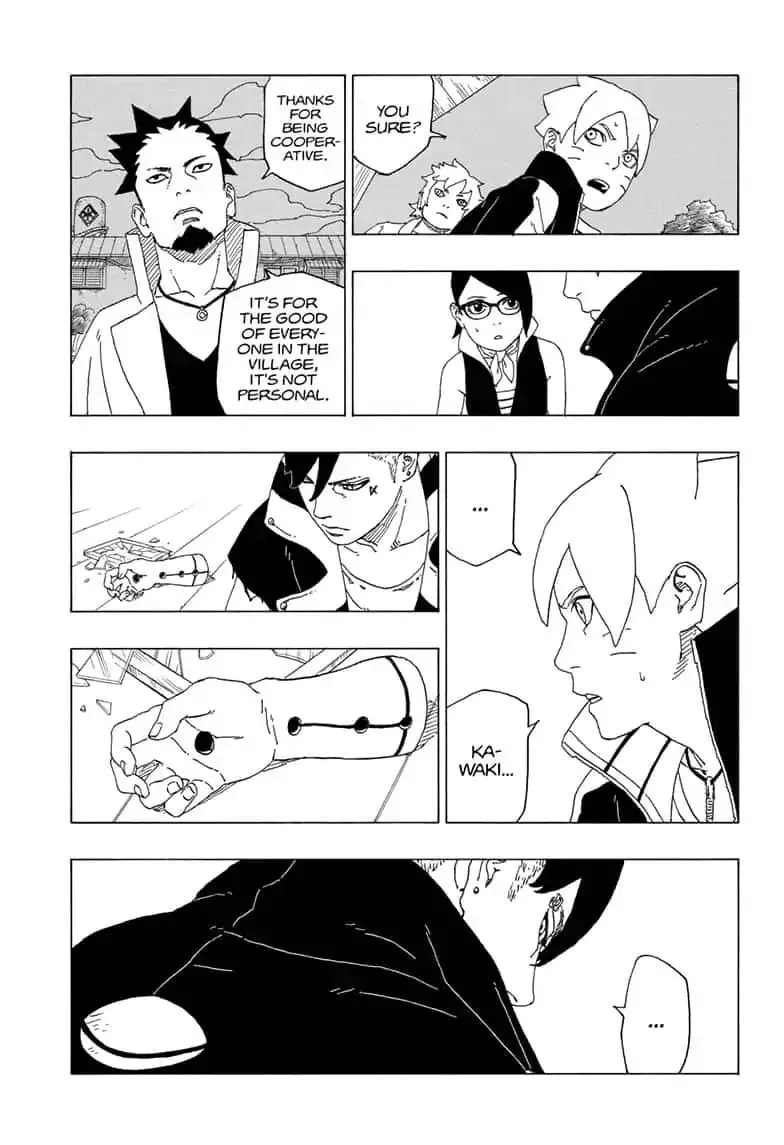 YOU
SURE?
THANKS
FOR
BEING
COOPER-
ATIVE.
IT'S FOR
THE GOOD
OF EVERY-
ONE IN THE
VILLAGE,
IT'S NOT
PERSONAL.
...
KA-
WAKI...
...